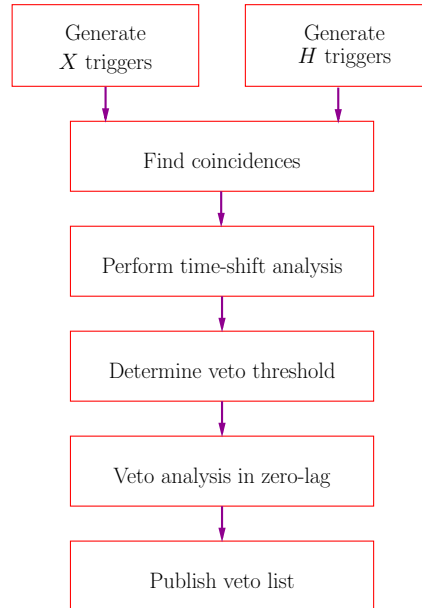 Generate
X triggers
Generate
H triggers
Find coincidences
Perform time-shift analysis
Determine veto threshold
Veto analysis in zero-lag
Publish veto list